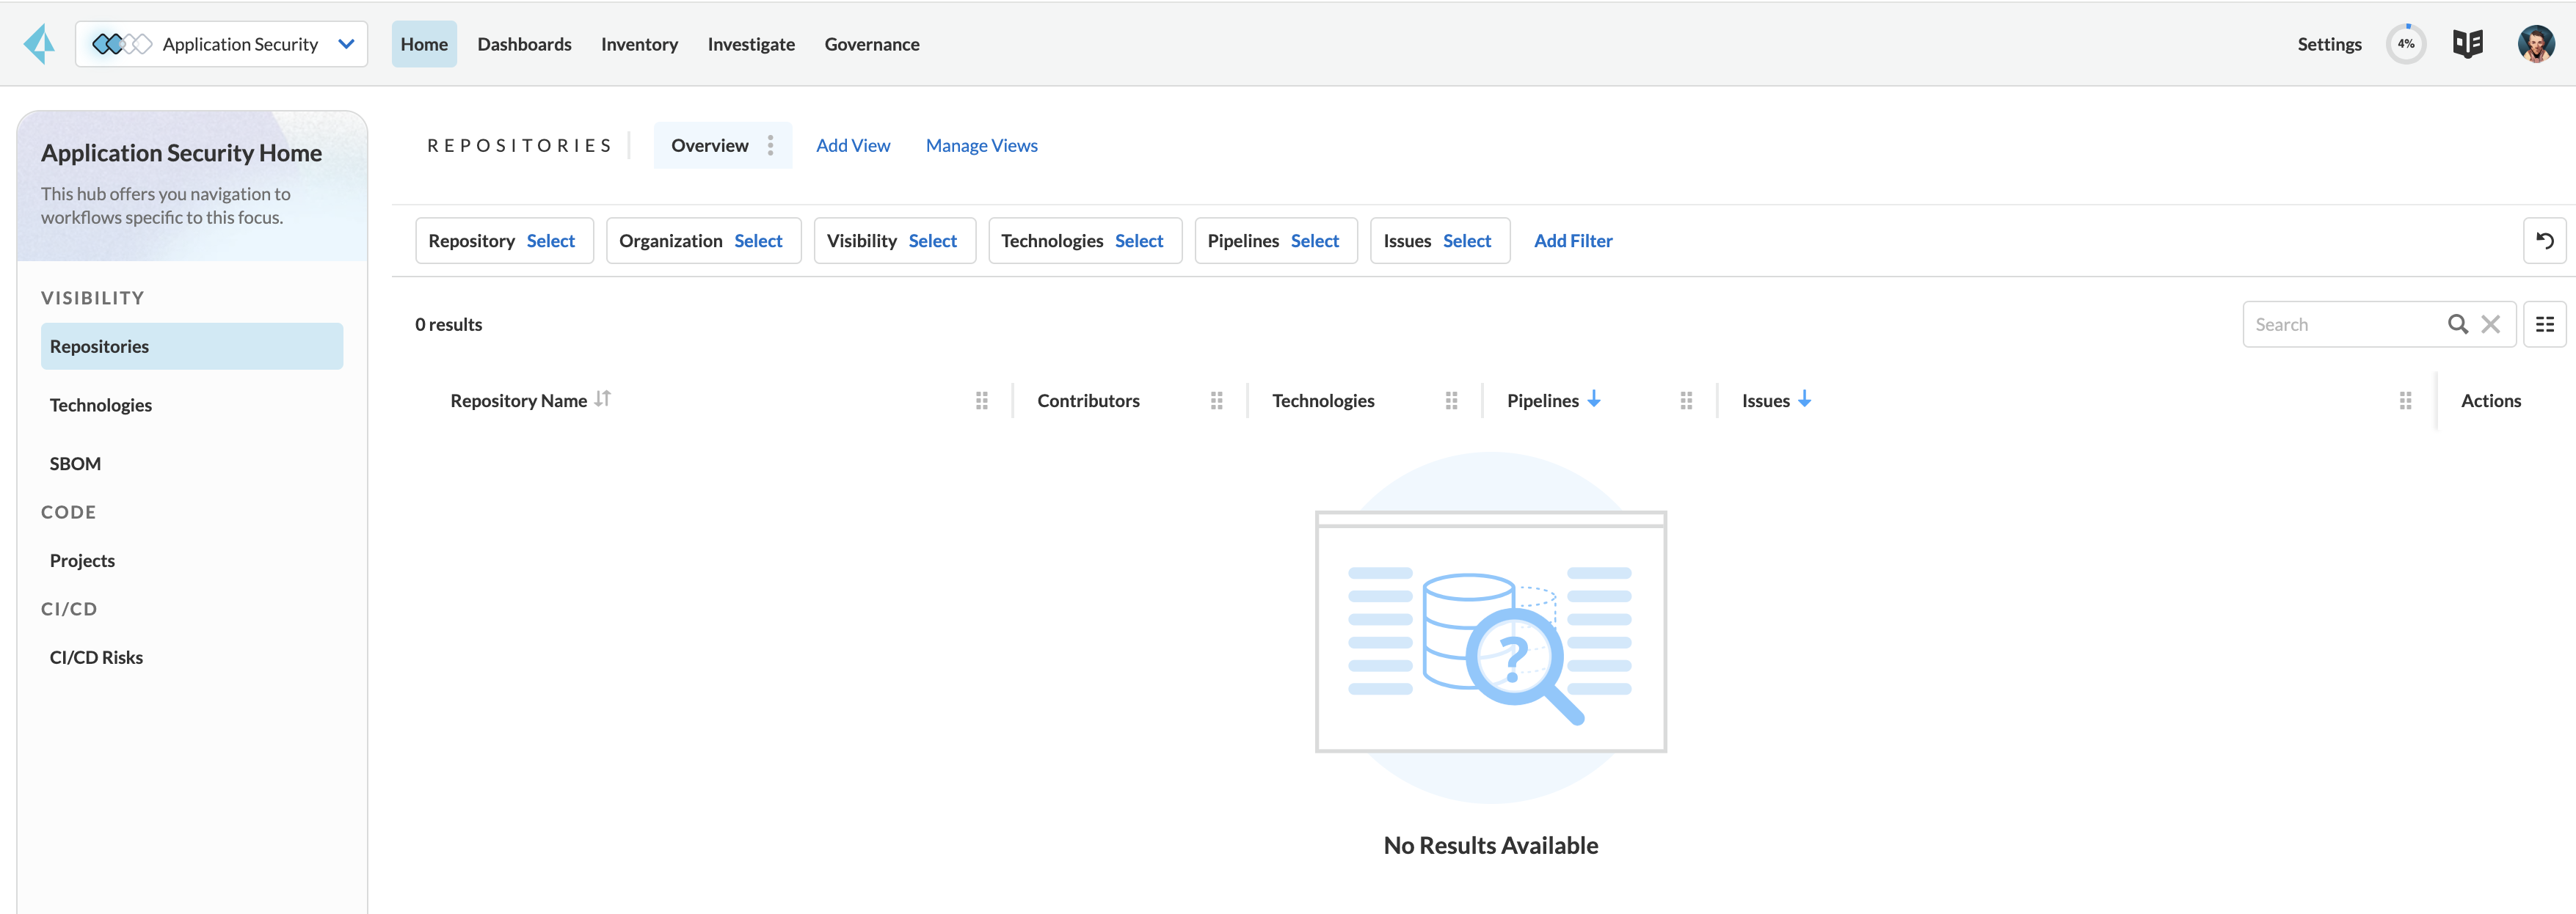 Application Security
Home Dashboards Inventory Investigate Governance
Settings 4%
Application Security Home
This hub offers you navigation to
workflows specific to this focus.
VISIBILITY
Repositories
Technologies
SBOM
CODE
Projects
CI/CD
CI/CD Risks
REPOSITORIES Overview Add View Manage Views
Repository Select Organization Select Visibility Select Technologies Select Pipelines Select Issues Select Add Filter
0 results
Search
Repository Name Contributors Technologies Pipelines Issues Actions
?
No Results Available